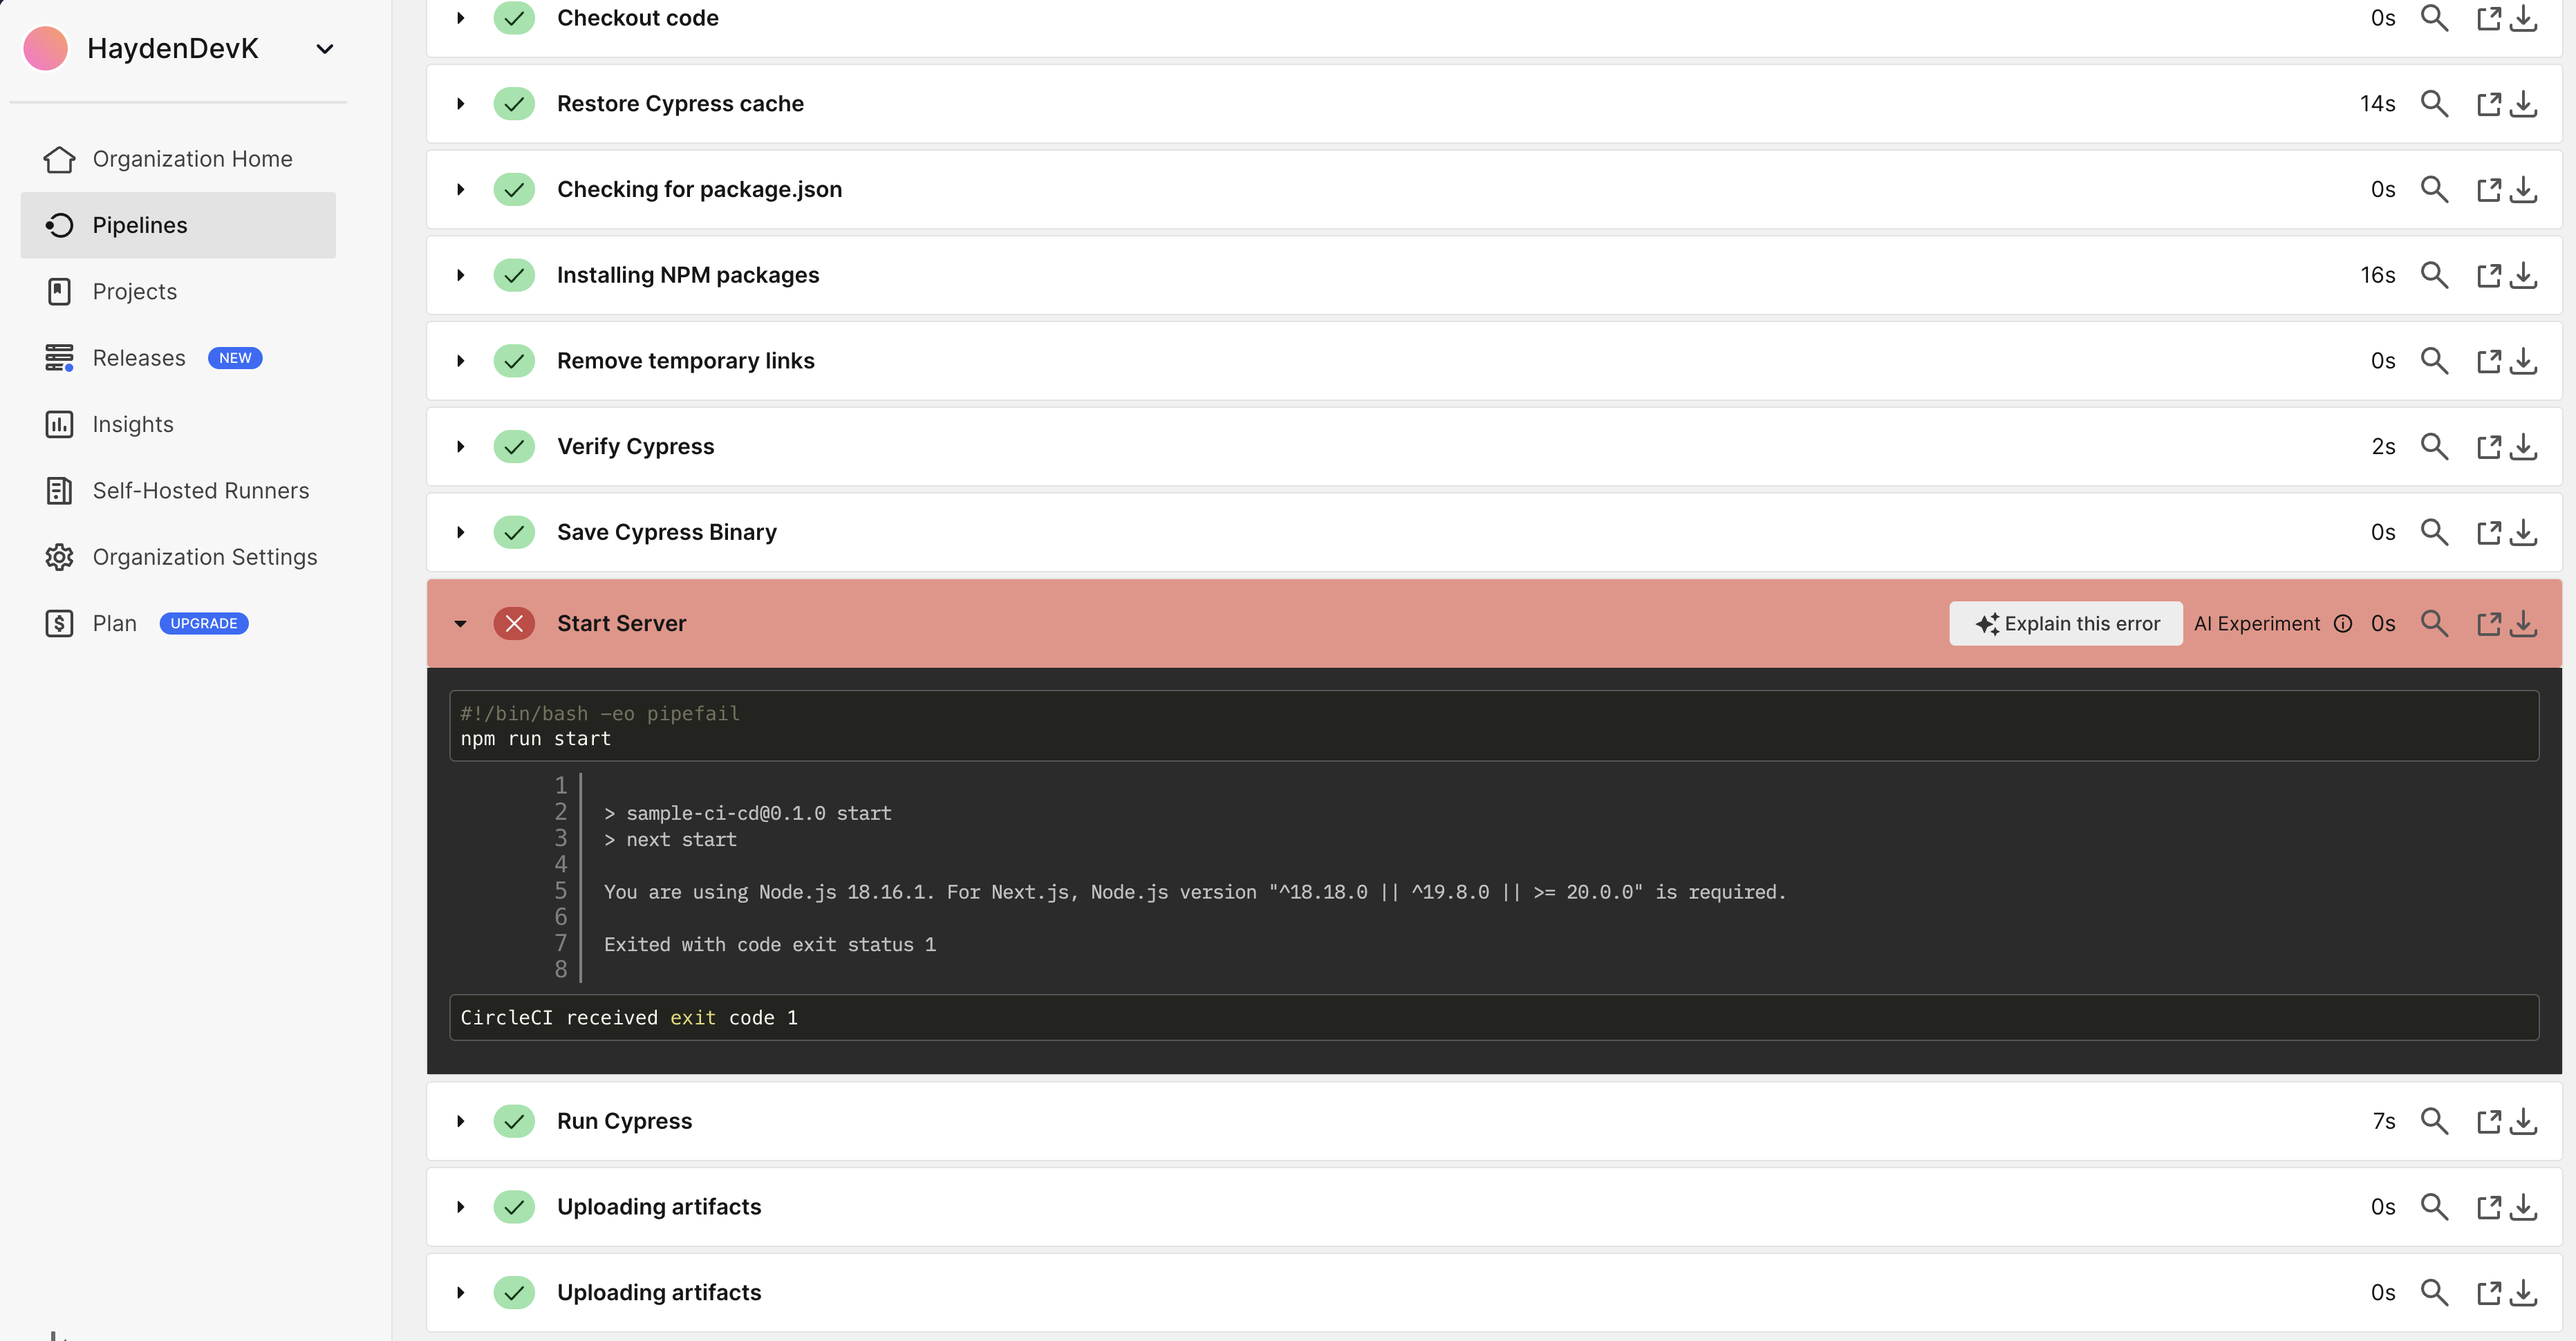 HaydenDevK
Organization Home
Pipelines
Projects
Releases NEW
Insights
Self-Hosted Runners
Organization Settings
Plan UPGRADE
Checkout code 0s
Restore Cypress cache 14s
Checking for package.json 0s
Installing NPM packages 16s
Remove temporary links 0s
Verify Cypress 2s
Save Cypress Binary 0s
Start Server Explain this error AI Experiment 0s
#!/bin/bash -eo pipefail
npm run start
1
2 > sample-ci-cd@0.1.0 start
3 > next start
4
5 You are using Node.js 18.16.1. For Next.js, Node.js version "^18.18.0 || ^19.8.0 || >= 20.0.0" is required.
6
7 Exited with code exit status 1
8
CircleCI received exit code 1
Run Cypress 7s
Uploading artifacts 0s
Uploading artifacts 0s